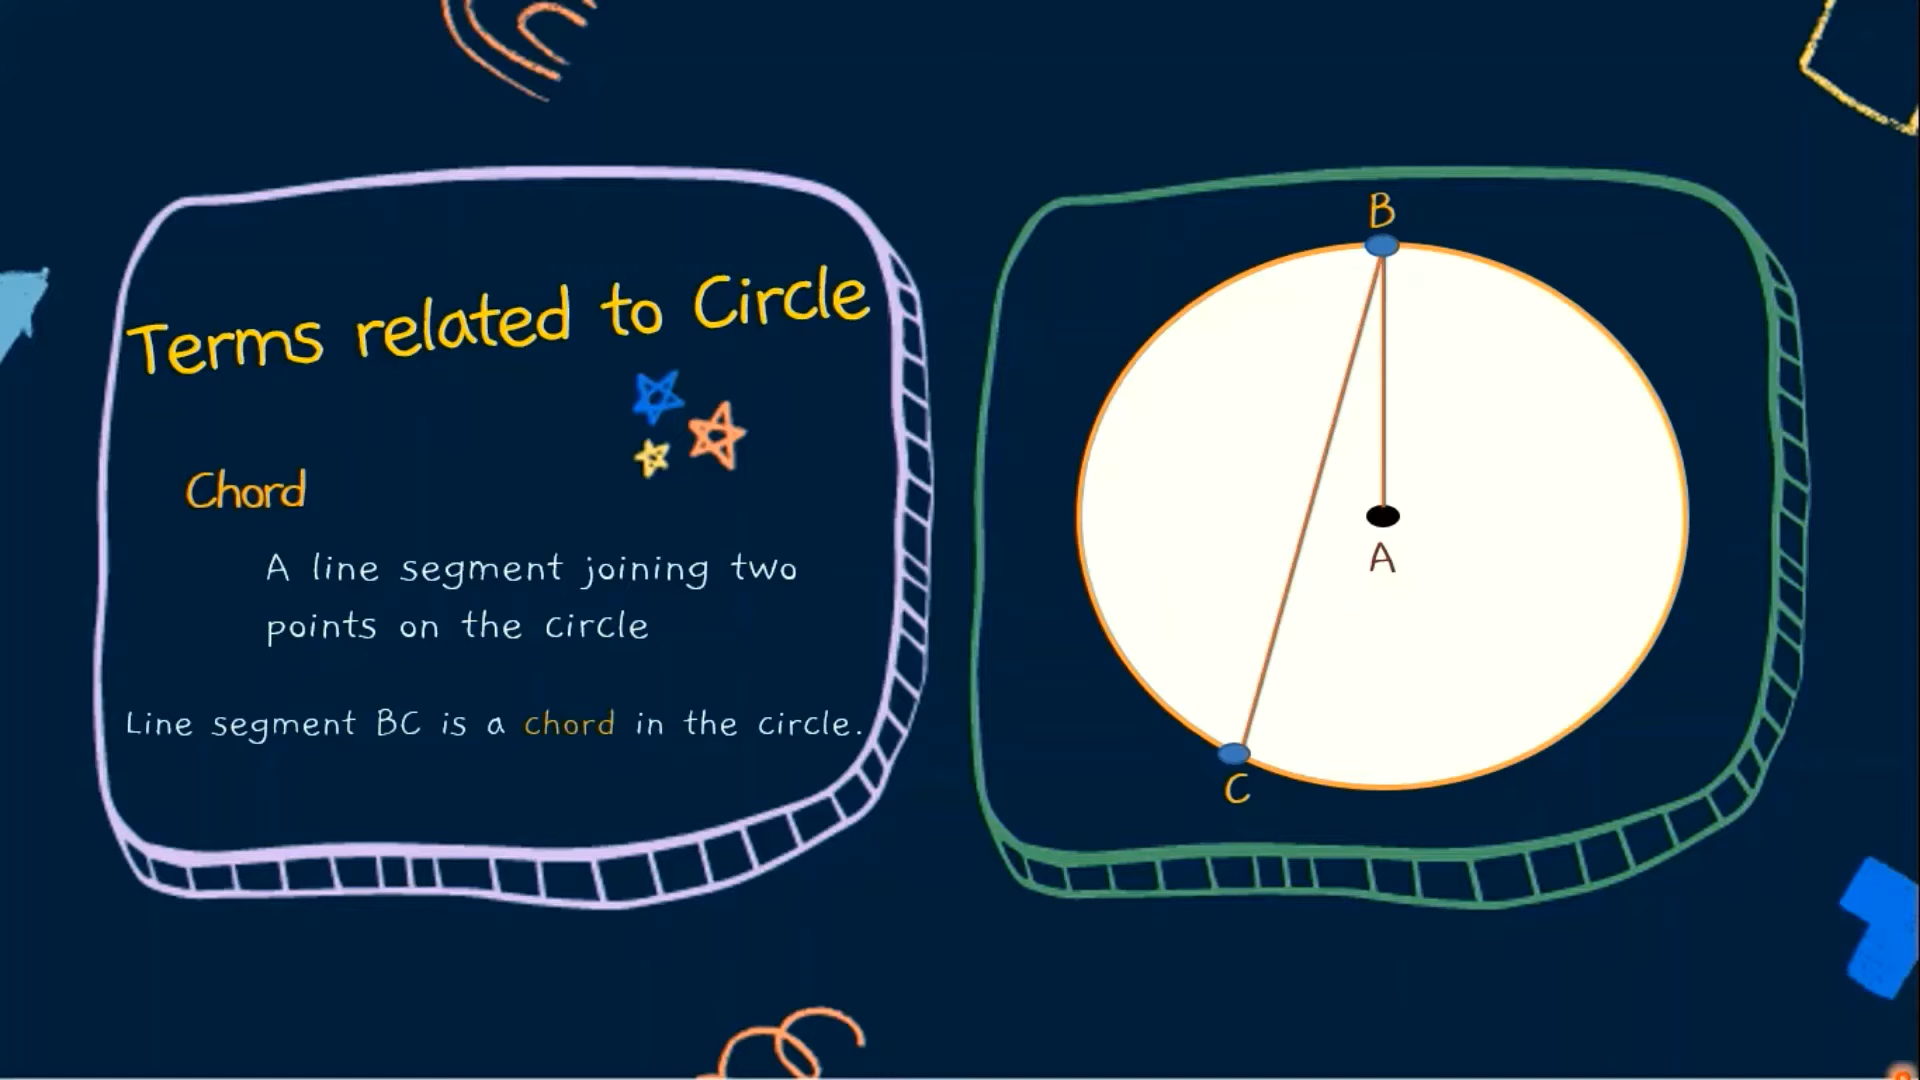 Terms related to Circle
Chord
A line segment joining two
points on the circle
Line segment BC is a chord in the circle.
B
A
C